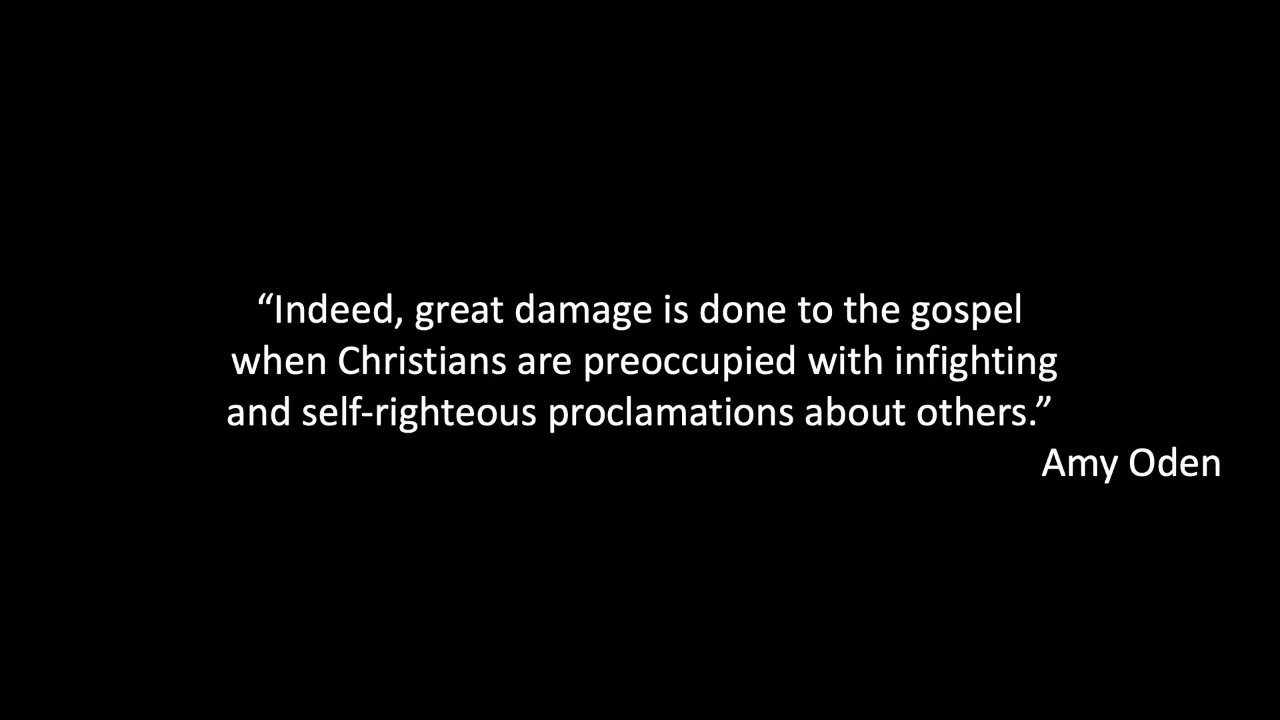 “Indeed, great damage is done to the gospel
when Christians are preoccupied with infighting
and self-righteous proclamations about others.”
Amy Oden